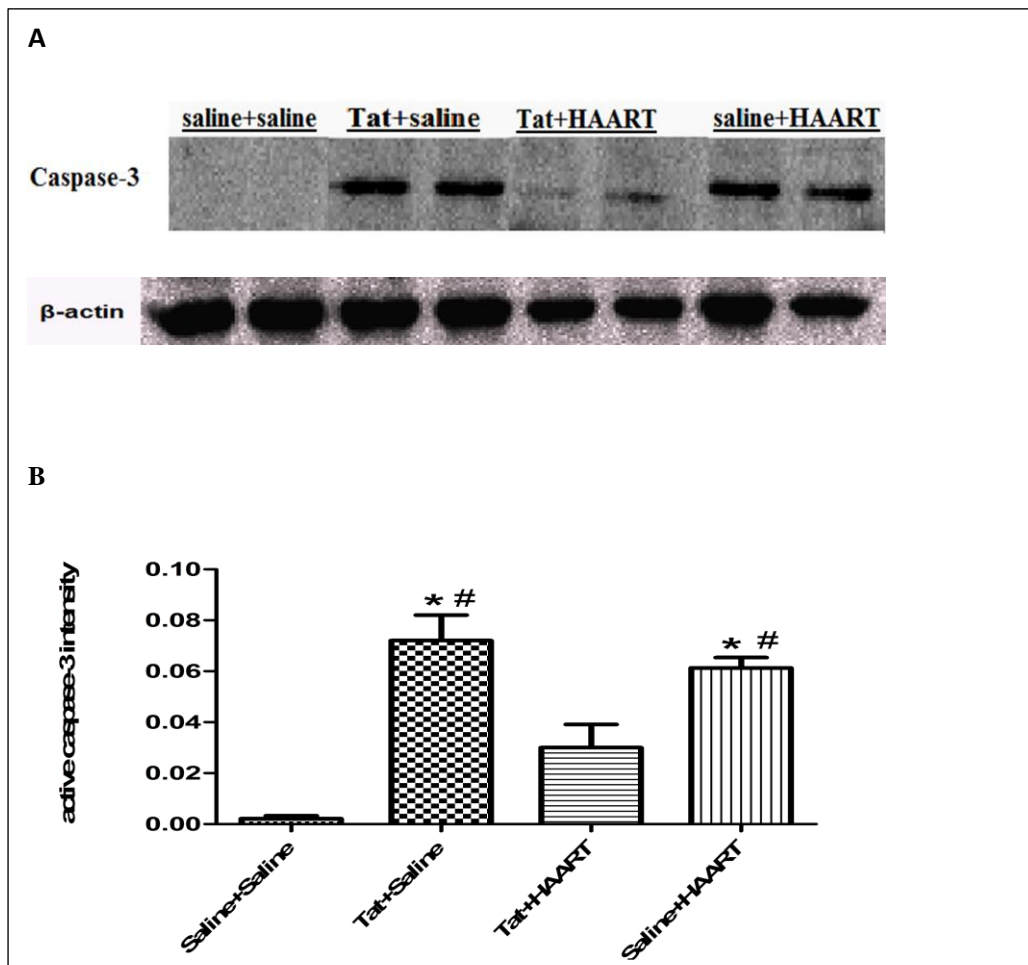 A
saline+saline Tat+saline Tat+HAART saline+HAART
Caspase-3
β-actin
B
active caspase-3 intensity
0.10
0.08
0.06
0.04
0.02
0.00
* #
* #
Saline+Saline
Tat+Saline
Tat+HAART
Saline+HAART